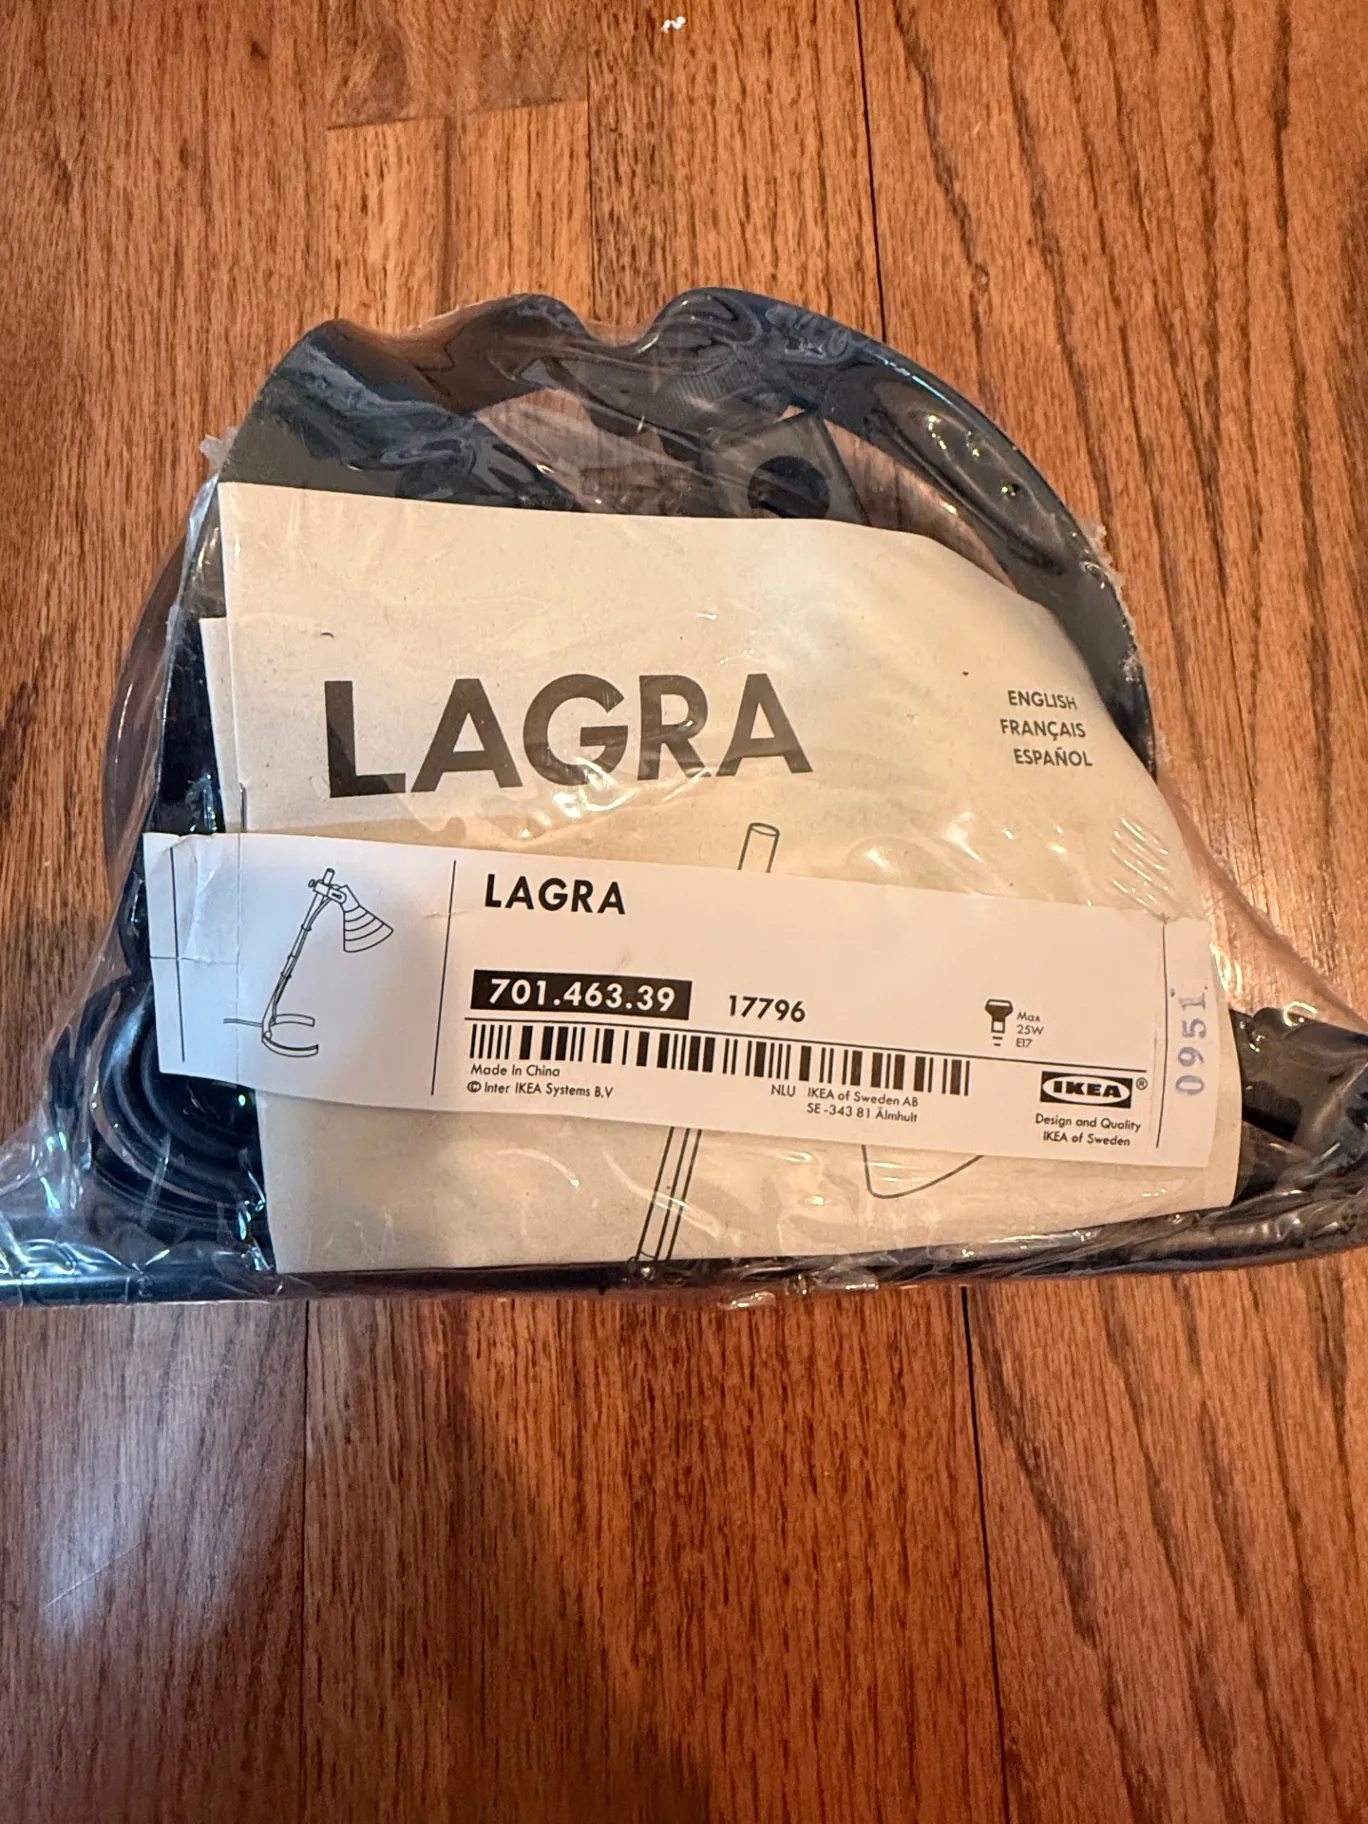 LAGRA
ENGLISH
FRANÇAIS
ESPAÑOL
LAGRA
701.463.39 17796
Max
25W
E17
Made In China
© Inter IKEA Systems B.V
NLU IKEA of Sweden AB
SE -343 81 Älmhult
IKEA®
Design and Quality
IKEA of Sweden
0951